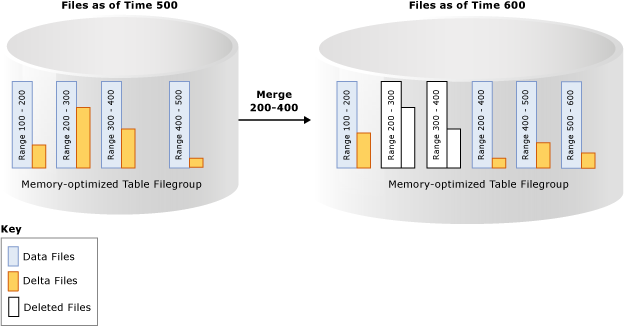 Files as of Time 500
Files as of Time 600
Range 100 - 200
Range 200 - 300
Range 300 - 400
Range 400 - 500
Memory-optimized Table Filegroup
Merge
200-400
Range 100 - 200
Range 200 - 300
Range 300 - 400
Range 200 - 400
Range 400 - 500
Range 500 - 600
Memory-optimized Table Filegroup
Key
Data Files
Delta Files
Deleted Files